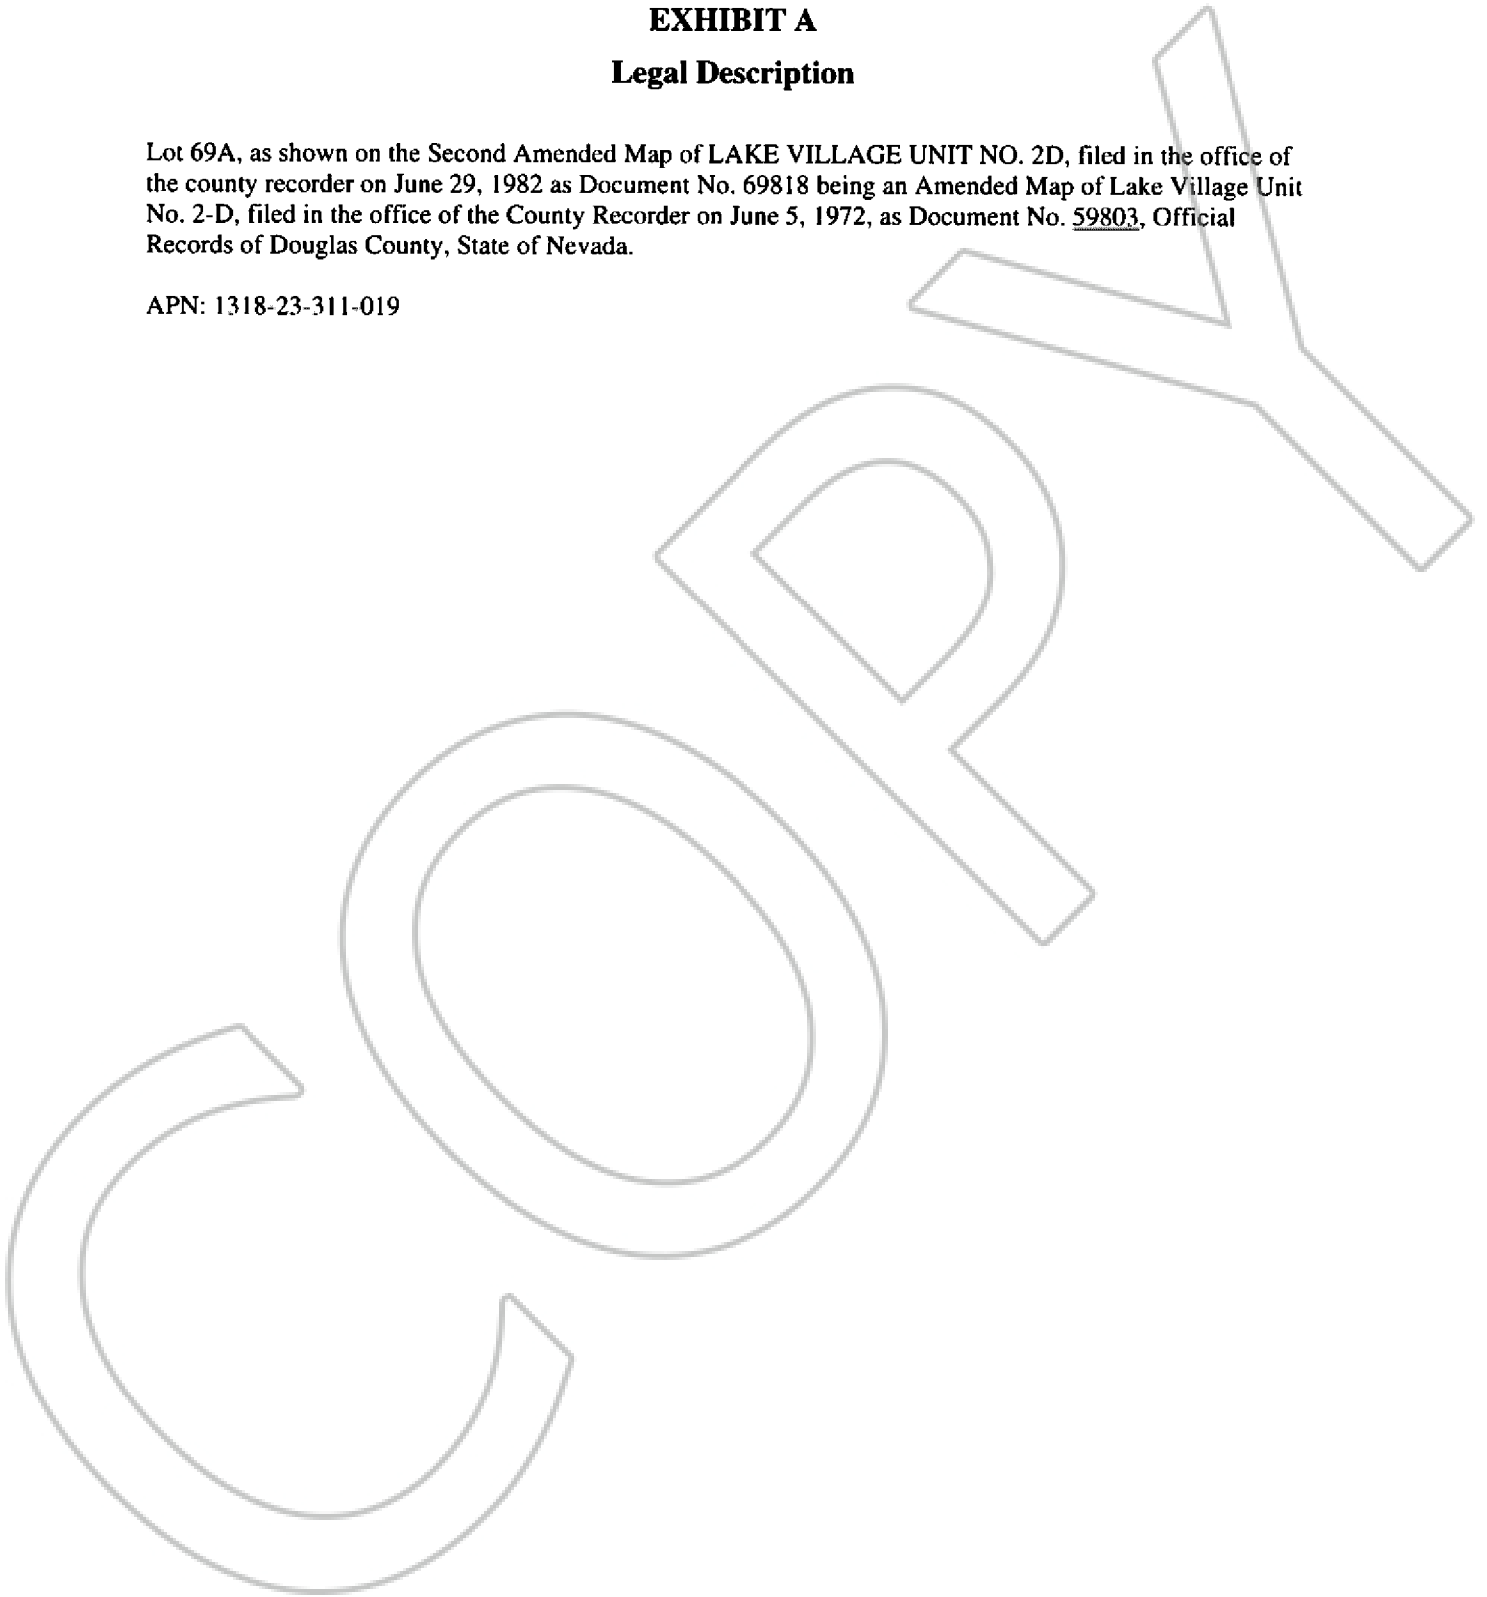 EXHIBIT A
Legal Description
Lot 69A, as shown on the Second Amended Map of LAKE VILLAGE UNIT NO. 2D, filed in the office of
the county recorder on June 29, 1982 as Document No. 69818 being an Amended Map of Lake Village Unit
No. 2-D, filed in the office of the County Recorder on June 5, 1972, as Document No. 59803, Official
Records of Douglas County, State of Nevada.
APN: 1318-23-311-019
COPY